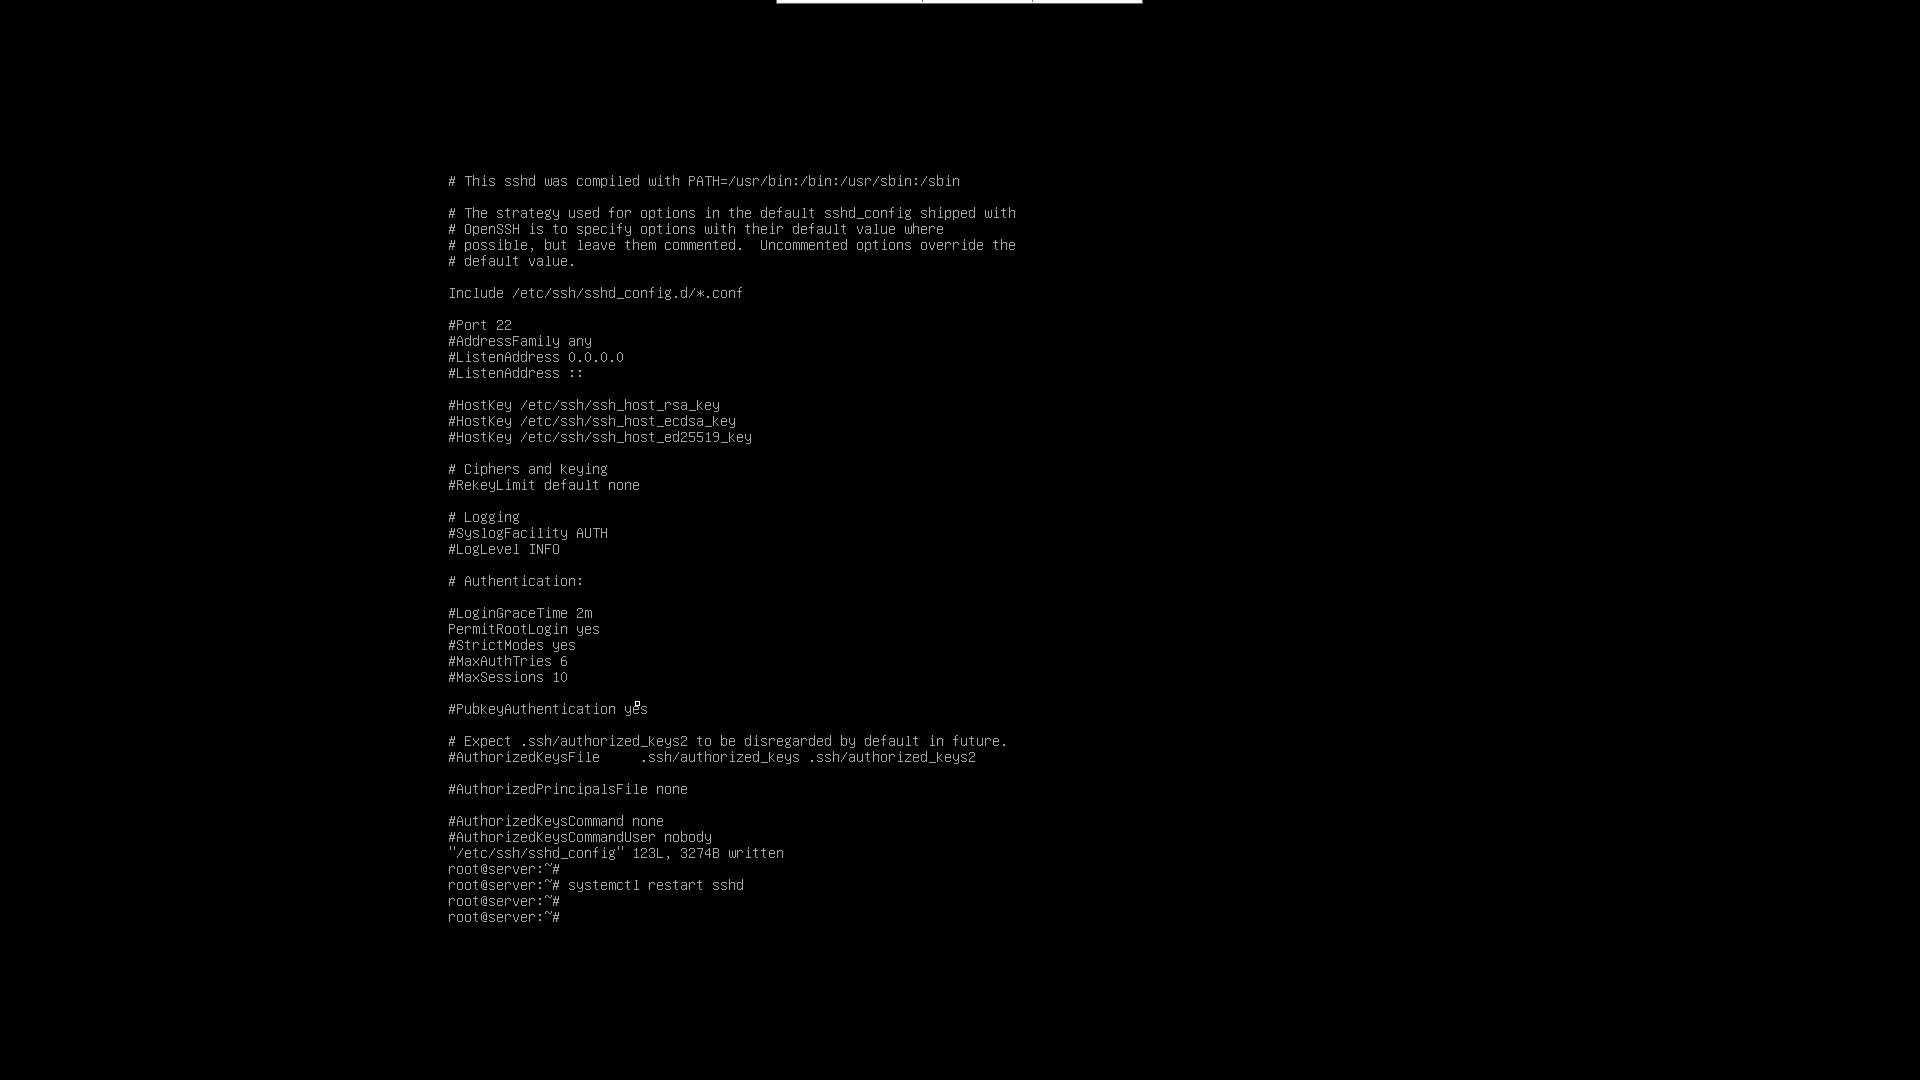 # This sshd was compiled with PATH=/usr/bin:/bin:/usr/sbin:/sbin
# The strategy used for options in the default sshd_config shipped with
# OpenSSH is to specify options with their default value where
# possible, but leave them commented.  Uncommented options override the
# default value.
Include /etc/ssh/sshd_config.d/*.conf
#Port 22
#AddressFamily any
#ListenAddress 0.0.0.0
#ListenAddress ::
#HostKey /etc/ssh/ssh_host_rsa_key
#HostKey /etc/ssh/ssh_host_ecdsa_key
#HostKey /etc/ssh/ssh_host_ed25519_key
# Ciphers and keying
#RekeyLimit default none
# Logging
#SyslogFacility AUTH
#LogLevel INFO
# Authentication:
#LoginGraceTime 2m
PermitRootLogin yes
#StrictModes yes
#MaxAuthTries 6
#MaxSessions 10
#PubkeyAuthentication yes
# Expect .ssh/authorized_keys2 to be disregarded by default in future.
#AuthorizedKeysFile     .ssh/authorized_keys .ssh/authorized_keys2
#AuthorizedPrincipalsFile none
#AuthorizedKeysCommand none
#AuthorizedKeysCommandUser nobody
"/etc/ssh/sshd_config" 123L, 3274B written
root@server:~#
root@server:~# systemctl restart sshd
root@server:~#
root@server:~#